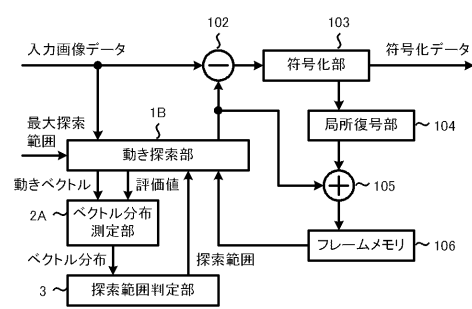 102
103
入力画像データ
符号化部
符号化データ
1B
最大探索
範囲
動き探索部
局所復号部
104
動きベクトル
評価値
105
2A
ベクトル分布
測定部
ベクトル分布
探索範囲
フレームメモリ
106
3
探索範囲判定部